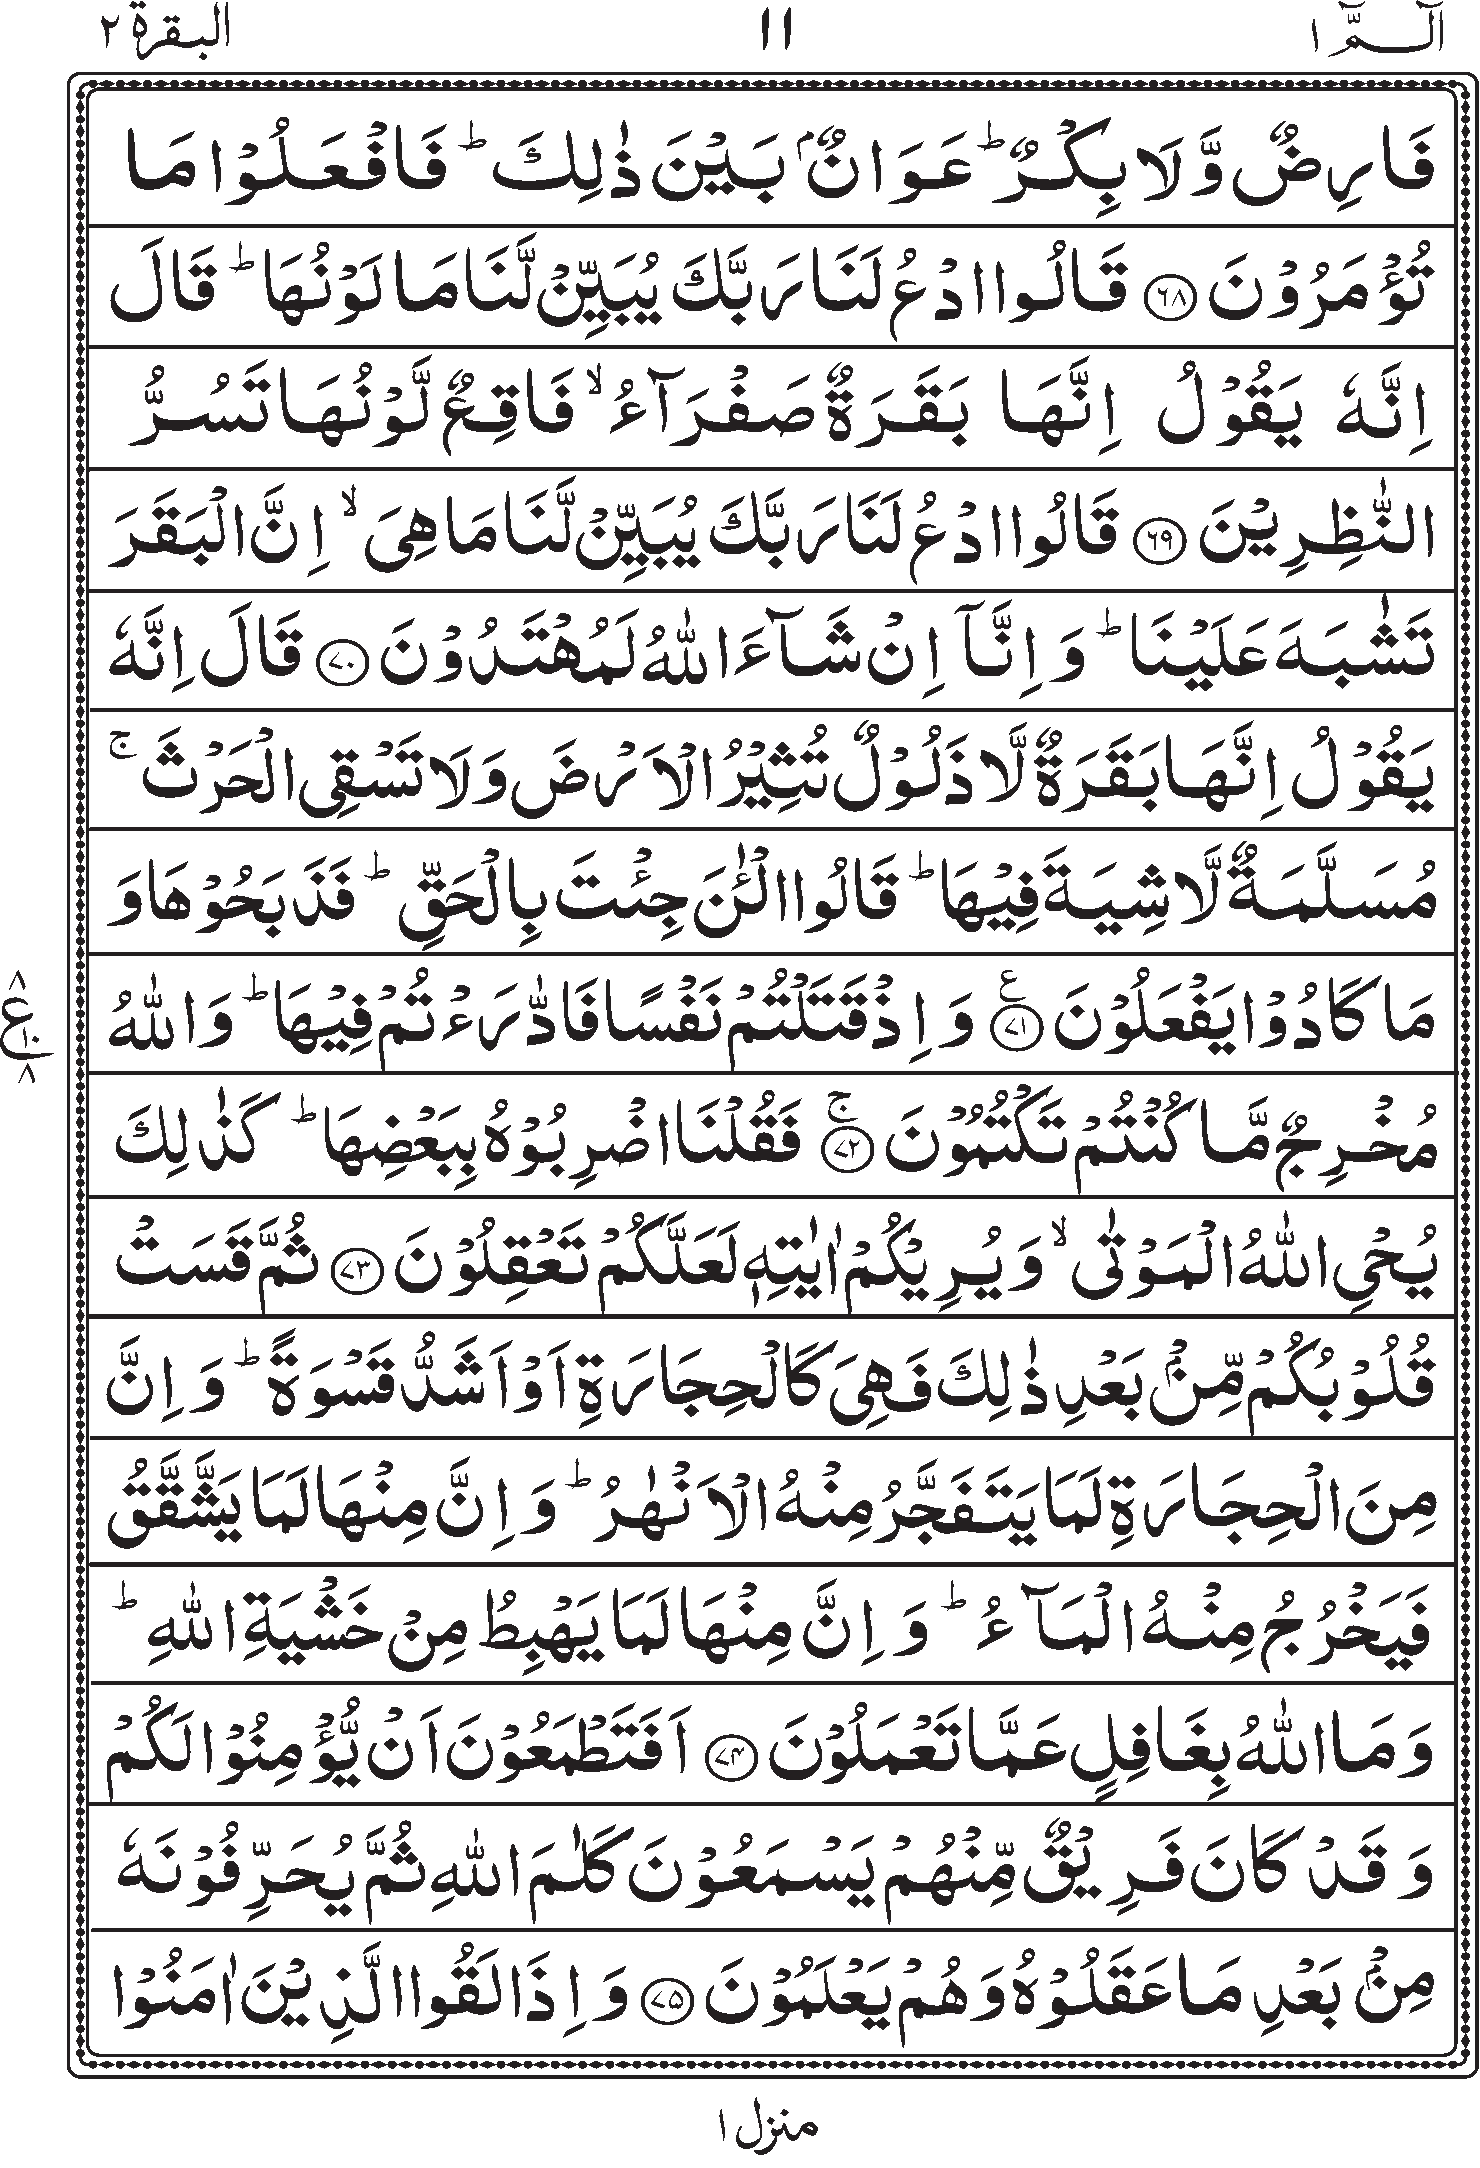 الٓـمّٓ ١ ١١ البقرة ٢
فَارِضٌ وَّلَا بِكْرٌ ؕ عَوَانٌۢ بَيْنَ ذٰلِكَ ؕ فَافْعَلُوْا مَا
تُؤْمَرُوْنَ ﴿۶۸﴾ قَالُوا ادْعُ لَنَا رَبَّكَ يُبَيِّنْ لَّنَا مَا لَوْنُهَا ؕ قَالَ
اِنَّهٗ يَقُوْلُ اِنَّهَا بَقَرَةٌ صَفْرَآءُ ۙ فَاقِعٌ لَّوْنُهَا تَسُرُّ
النّٰظِرِيْنَ ﴿۶۹﴾ قَالُوا ادْعُ لَنَا رَبَّكَ يُبَيِّنْ لَّنَا مَا هِيَ ۙ اِنَّ الْبَقَرَ
تَشٰبَهَ عَلَيْنَا ؕ وَ اِنَّاۤ اِنْ شَآءَ اللّٰهُ لَمُهْتَدُوْنَ ﴿۷۰﴾ قَالَ اِنَّهٗ
يَقُوْلُ اِنَّهَا بَقَرَةٌ لَّا ذَلُوْلٌ تُثِيْرُ الْاَرْضَ وَلَا تَسْقِي الْحَرْثَ ۚ
مُسَلَّمَةٌ لَّا شِيَةَ فِيْهَا ؕ قَالُوا الْـٰٔنَ جِئْتَ بِالْحَقِّ ؕ فَذَبَحُوْهَا وَ
مَا كَادُوْا يَفْعَلُوْنَ ﴿۷۱﴾ ع وَ اِذْ قَتَلْتُمْ نَفْسًا فَادّٰرَءْتُمْ فِيْهَا ؕ وَ اللّٰهُ
٨ ع ١٠ ٨
مُخْرِجٌ مَّا كُنْتُمْ تَكْتُمُوْنَ ﴿۷۲﴾ ۚ فَقُلْنَا اضْرِبُوْهُ بِبَعْضِهَا ؕ كَذٰلِكَ
يُحْيِ اللّٰهُ الْمَوْتٰى ۙ وَ يُرِيْكُمْ اٰيٰتِهٖ لَعَلَّكُمْ تَعْقِلُوْنَ ﴿۷۳﴾ ثُمَّ قَسَتْ
قُلُوْبُكُمْ مِّنْۢ بَعْدِ ذٰلِكَ فَهِيَ كَالْحِجَارَةِ اَوْ اَشَدُّ قَسْوَةً ؕ وَ اِنَّ
مِنَ الْحِجَارَةِ لَمَا يَتَفَجَّرُ مِنْهُ الْاَنْهٰرُ ؕ وَ اِنَّ مِنْهَا لَمَا يَشَّقَّقُ
فَيَخْرُجُ مِنْهُ الْمَآءُ ؕ وَ اِنَّ مِنْهَا لَمَا يَهْبِطُ مِنْ خَشْيَةِ اللّٰهِ ؕ
وَ مَا اللّٰهُ بِغَافِلٍ عَمَّا تَعْمَلُوْنَ ﴿۷۴﴾ اَفَتَطْمَعُوْنَ اَنْ يُّؤْمِنُوْا لَكُمْ
وَ قَدْ كَانَ فَرِيْقٌ مِّنْهُمْ يَسْمَعُوْنَ كَلٰمَ اللّٰهِ ثُمَّ يُحَرِّفُوْنَهٗ
مِنْۢ بَعْدِ مَا عَقَلُوْهُ وَهُمْ يَعْلَمُوْنَ ﴿۷۵﴾ وَ اِذَا لَقُوا الَّذِيْنَ اٰمَنُوْا
منزل ١